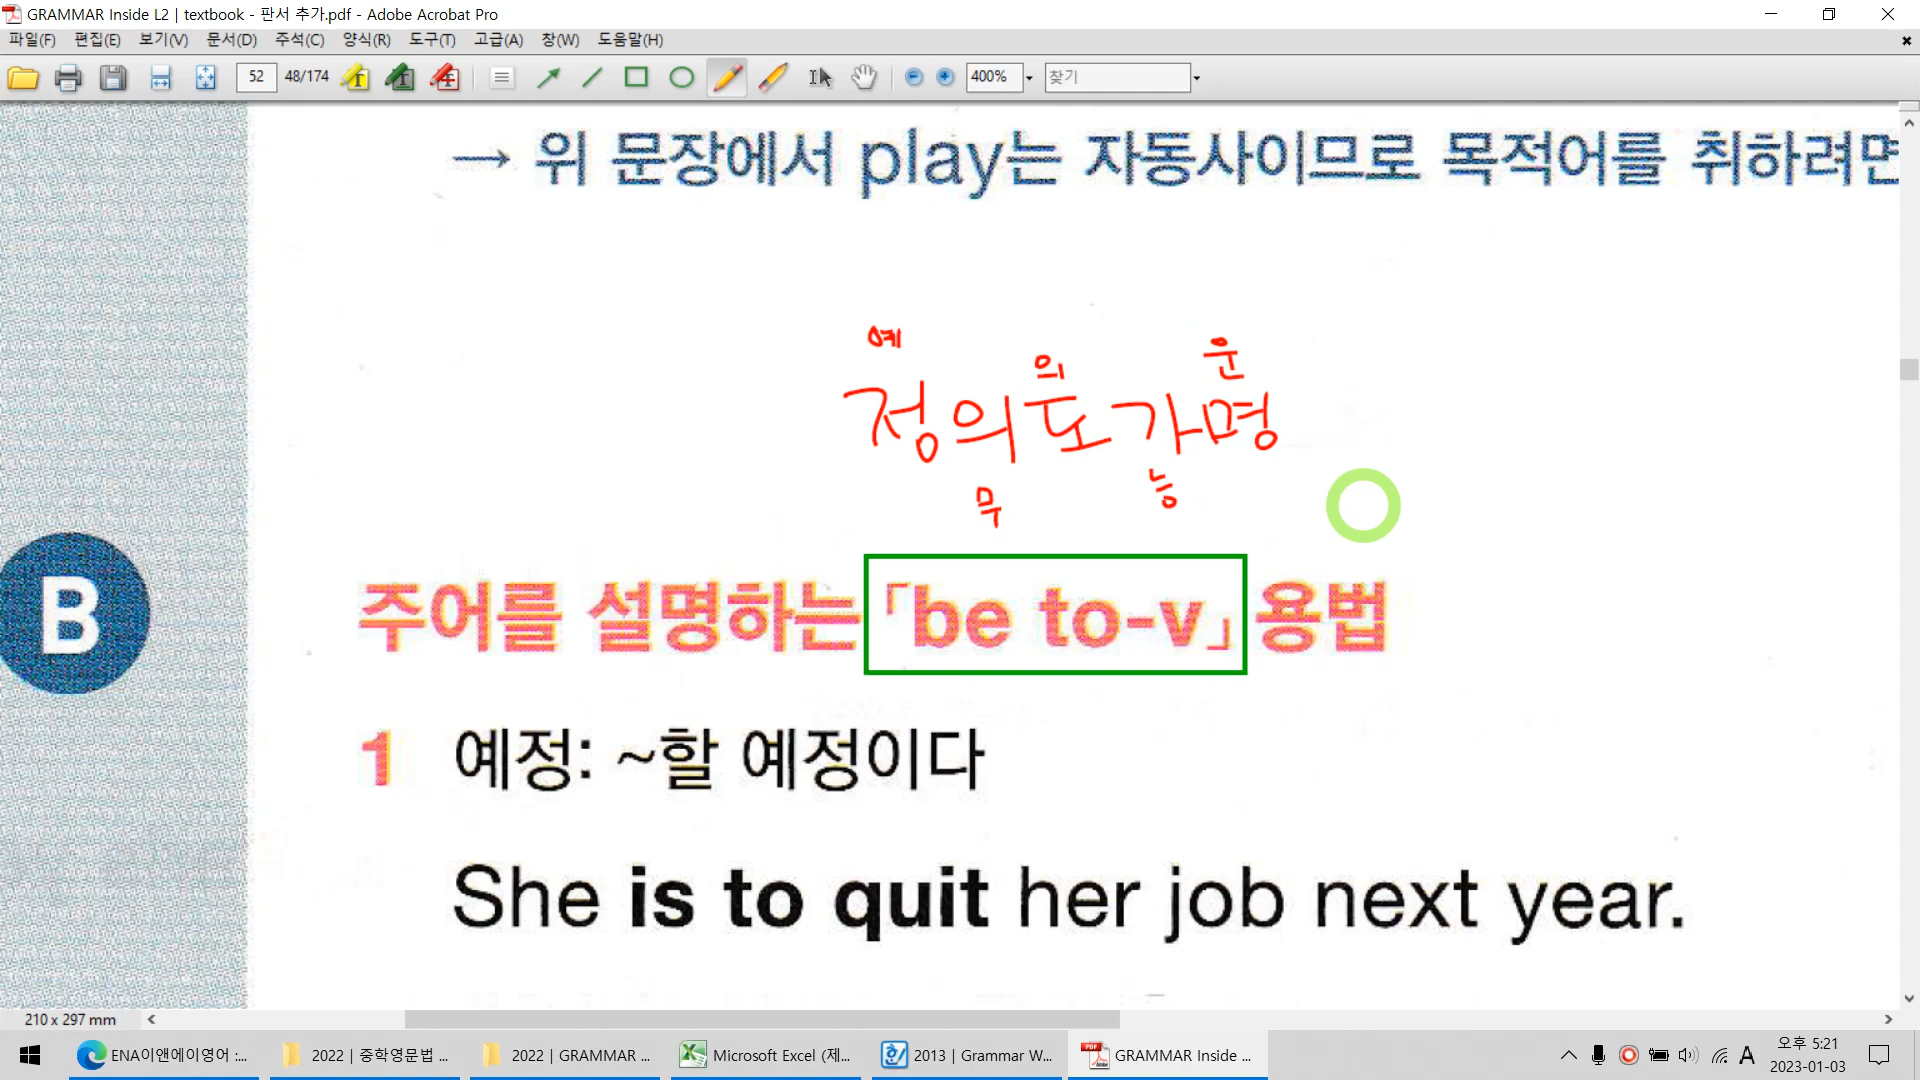 GRAMMAR Inside L2 | textbook - 판서 추가.pdf - Adobe Acrobat Pro
파일(F) 편집(E) 보기(V) 문서(D) 주석(C) 양식(R) 도구(T) 고급(A) 창(W) 도움말(H)
52 48/174 T T T 400% 찾기
→ 위 문장에서 play는 자동사이므로 목적어를 취하려면
예 의 운
정의도가명
무 능
B 주어를 설명하는 「be to-v」 용법
1 예정: ~할 예정이다
She is to quit her job next year.
210 x 297 mm
ENA이앤에이영어 :... 2022 | 중학영문법 ... 2022 | GRAMMAR ... Microsoft Excel (제... 2013 | Grammar W... GRAMMAR Inside ... A 오후 5:21
2023-01-03